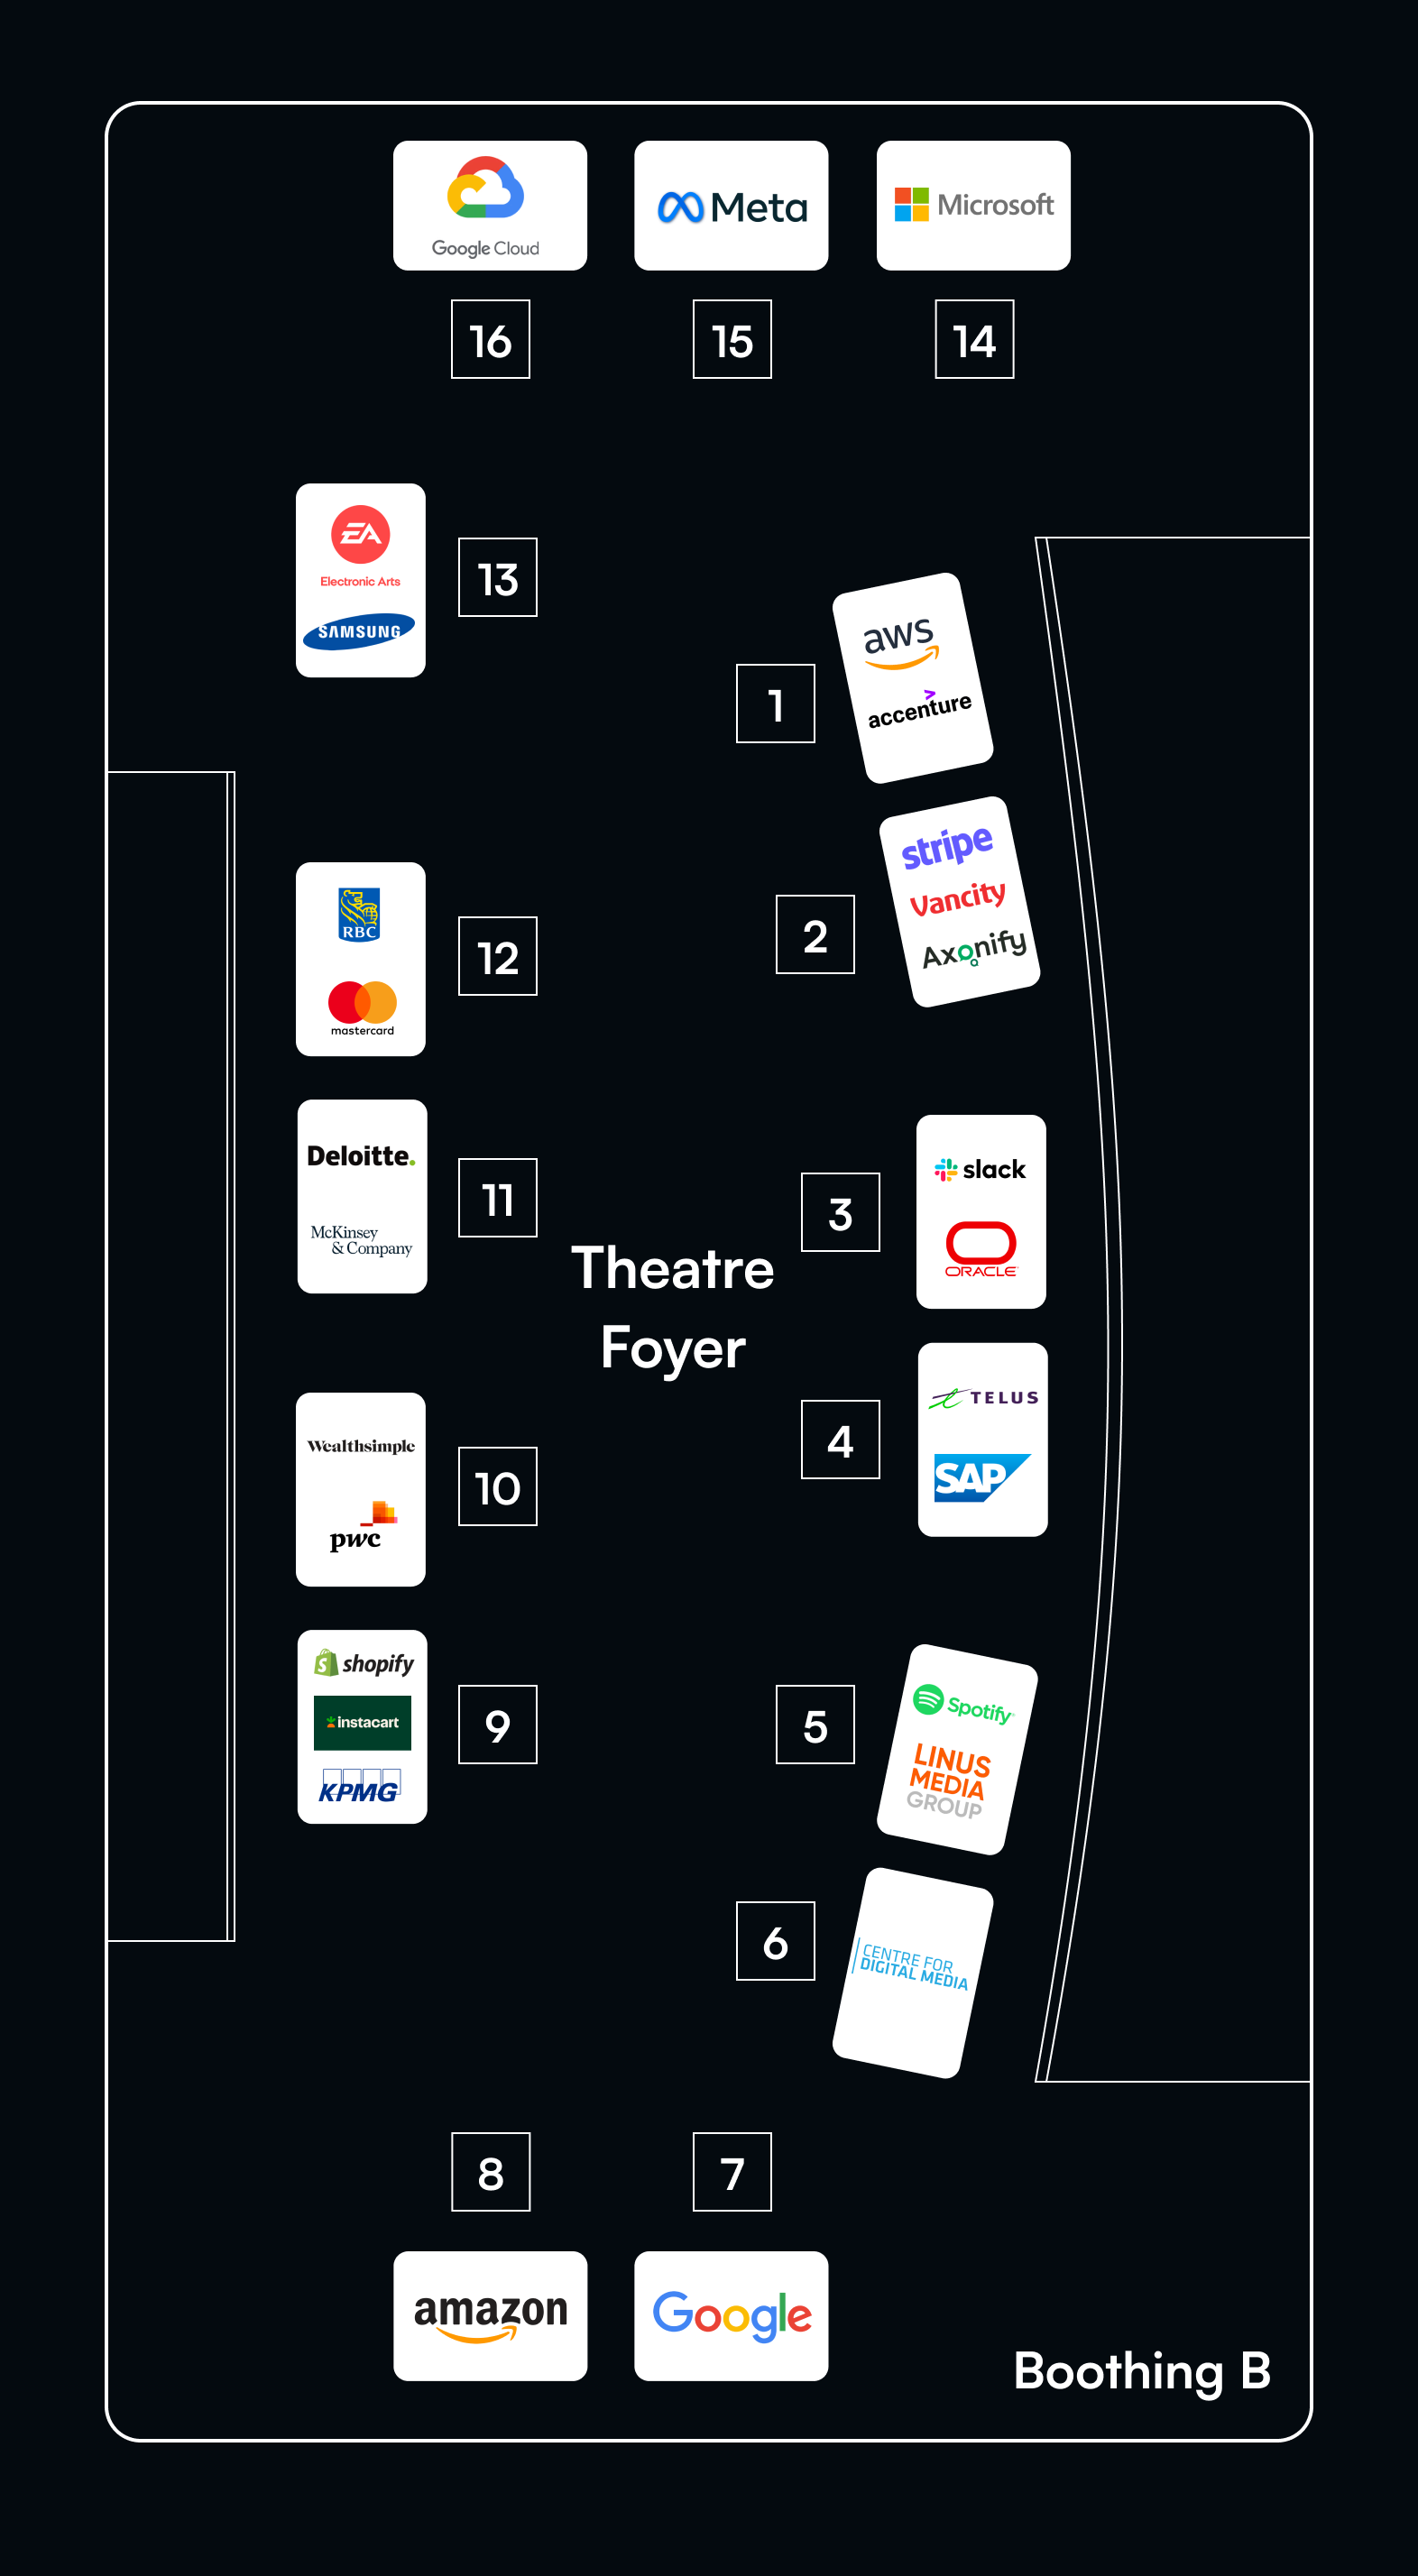 Google Cloud
Meta
Microsoft
16
15
14
EA
Electronic Arts
SAMSUNG
13
aws
accenture
1
stripe
Vancity
Axonify
2
RBC
mastercard
12
Deloitte.
McKinsey
& Company
11
slack
ORACLE
3
Theatre
Foyer
TELUS
SAP
4
Wealthsimple
pwc
10
shopify
instacart
KPMG
9
Spotify
LINUS
MEDIA
GROUP
5
CENTRE FOR
DIGITAL MEDIA
6
8
7
amazon
Google
Boothing B